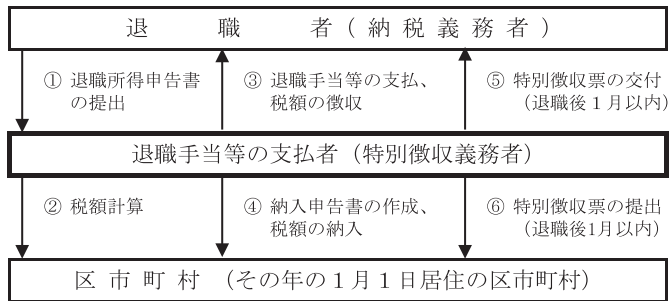 退職者(納税義務者)
① 退職所得申告書
の提出
③ 退職手当等の支払、
税額の徴収
⑤ 特別徴収票の交付
(退職後1月以内)
退職手当等の支払者(特別徴収義務者)
② 税額計算
④ 納入申告書の作成、
税額の納入
⑥ 特別徴収票の提出
(退職後1月以内)
区市町村(その年の1月1日居住の区市町村)